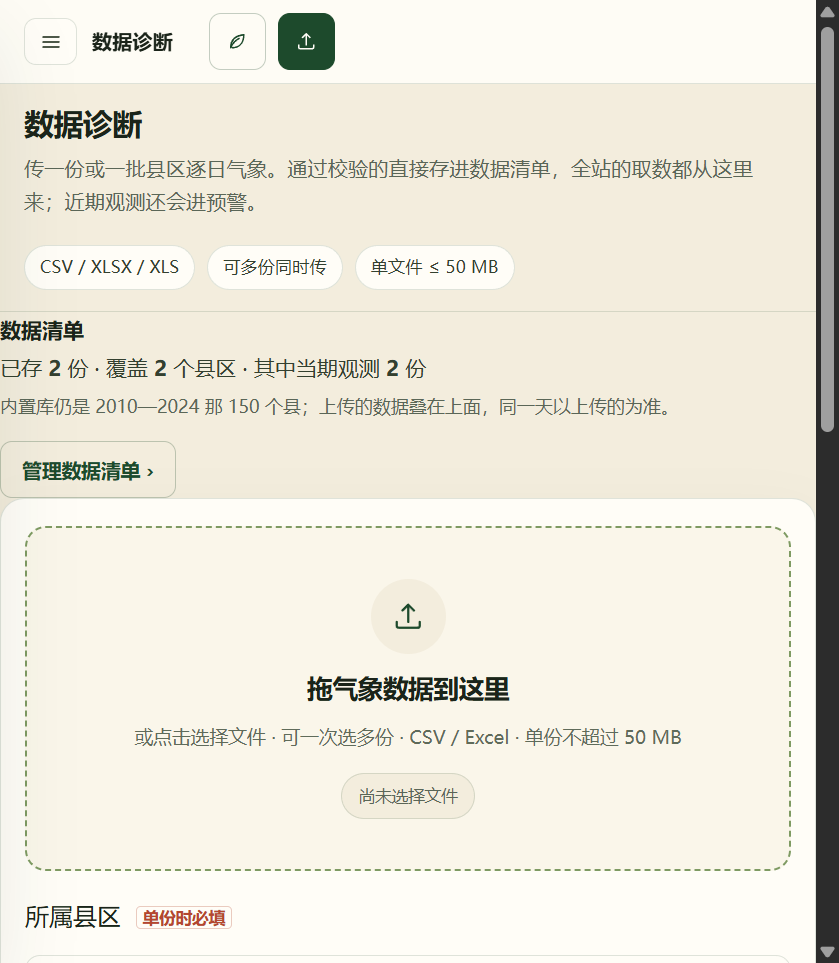 数据诊断
数据诊断
传一份或一批县区逐日气象。通过校验的直接存进数据清单，全站的取数都从这里
来；近期观测还会进预警。
CSV / XLSX / XLS
可多份同时传
单文件 ≤ 50 MB
数据清单
已存 2 份 · 覆盖 2 个县区 · 其中当期观测 2 份
内置库仍是 2010—2024 那 150 个县；上传的数据叠在上面，同一天以上传的为准。
管理数据清单 ›
拖气象数据到这里
或点击选择文件 · 可一次选多份 · CSV / Excel · 单份不超过 50 MB
尚未选择文件
所属县区 单份时必填